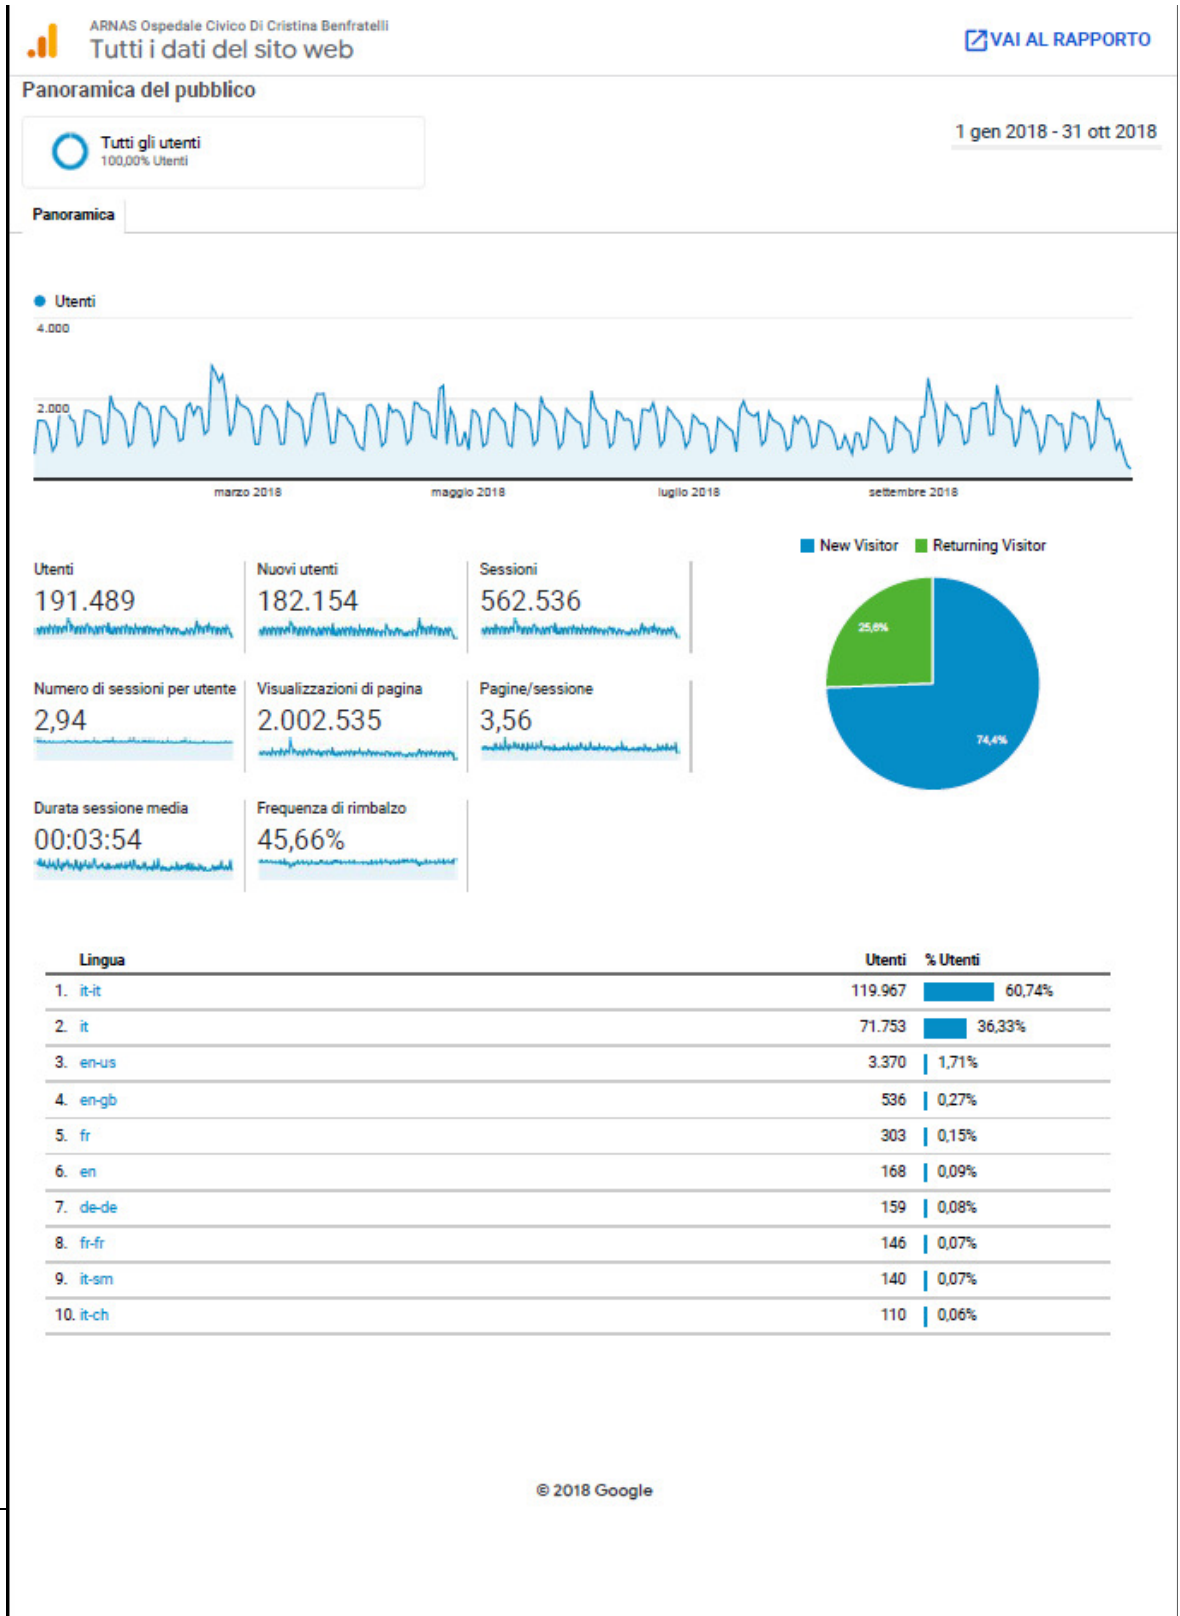 ARNAS Ospedale Civico Di Cristina Benfratelli
Tutti i dati del sito web
VAI AL RAPPORTO
Panoramica del pubblico
Tutti gli utenti
100,00% Utenti
1 gen 2018 - 31 ott 2018
Panoramica
Utenti
4.000
2.000
marzo 2018 maggio 2018 luglio 2018 settembre 2018
New Visitor Returning Visitor
Utenti Nuovi utenti Sessioni
191.489 182.154 562.536
25,6%
Numero di sessioni per utente Visualizzazioni di pagina Pagine/sessione
2,94 2.002.535 3,56
74,4%
Durata sessione media Frequenza di rimbalzo
00:03:54 45,66%
Lingua Utenti % Utenti
1. it-it 119.967 60,74%
2. it 71.753 36,33%
3. en-us 3.370 1,71%
4. en-gb 536 0,27%
5. fr 303 0,15%
6. en 168 0,09%
7. de-de 159 0,08%
8. fr-fr 146 0,07%
9. it-sm 140 0,07%
10. it-ch 110 0,06%
© 2018 Google